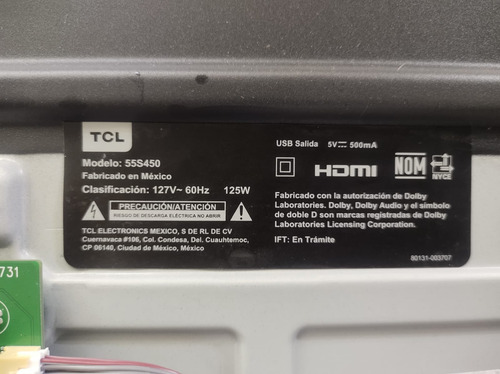 TCL
Modelo: 55S450
Fabricado en México
Clasificación: 127V~ 60Hz 125W
PRECAUCIÓN/ATENCIÓN
RIESGO DE DESCARGA ELÉCTRICA NO ABRIR
TCL ELECTRONICS MEXICO, S DE RL DE CV
Cuernavaca #106, Col. Condesa, Del. Cuauhtemoc,
CP 06140, Ciudad de México, México
USB Salida 5V⎓ 500mA
HDMI NOM NYCE
Fabricado con la autorización de Dolby
Laboratories. Dolby, Dolby Audio y el símbolo
de doble D son marcas registradas de Dolby
Laboratories Licensing Corporation.
IFT: En Trámite
80131-003707
731